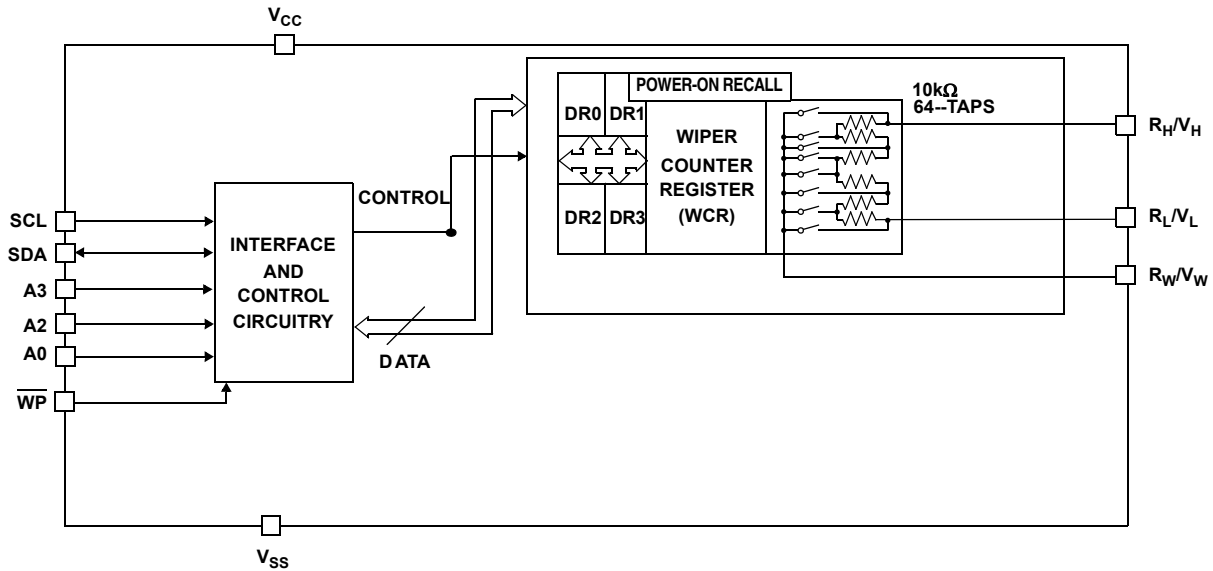 VCC
POWER-ON RECALL
10kΩ
64--TAPS
DR0 DR1
WIPER
COUNTER
REGISTER
(WCR)
DR2 DR3
RH/VH
RL/VL
RW/VW
CONTROL
SCL
SDA
A3
A2
A0
WP
INTERFACE
AND
CONTROL
CIRCUITRY
DATA
VSS